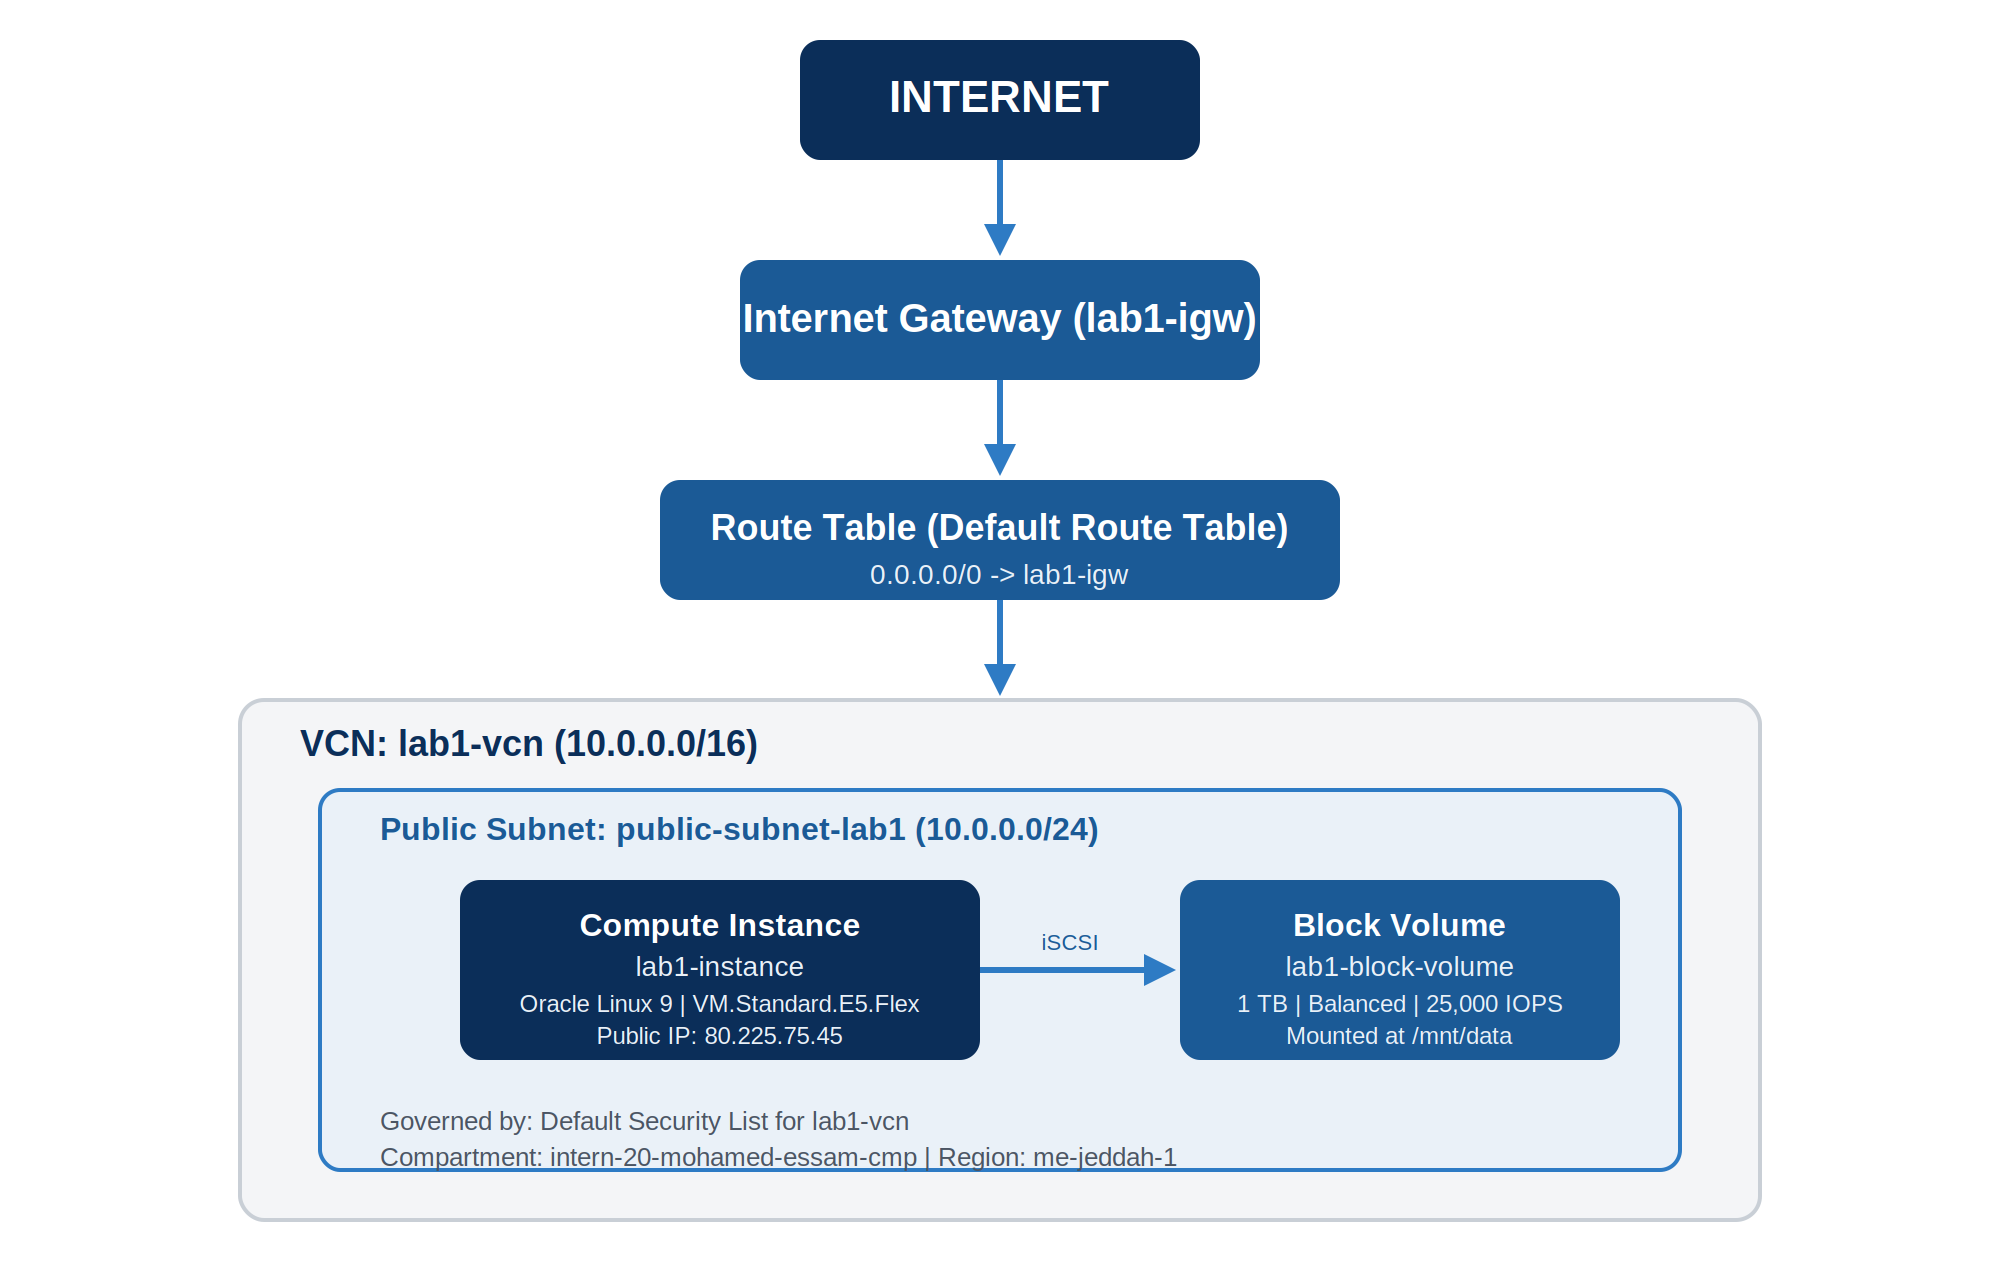 INTERNET
Internet Gateway (lab1-igw)
Route Table (Default Route Table)
0.0.0.0/0 -> lab1-igw
VCN: lab1-vcn (10.0.0.0/16)
Public Subnet: public-subnet-lab1 (10.0.0.0/24)
Compute Instance
lab1-instance
Oracle Linux 9 | VM.Standard.E5.Flex
Public IP: 80.225.75.45
iSCSI
Block Volume
lab1-block-volume
1 TB | Balanced | 25,000 IOPS
Mounted at /mnt/data
Governed by: Default Security List for lab1-vcn
Compartment: intern-20-mohamed-essam-cmp | Region: me-jeddah-1